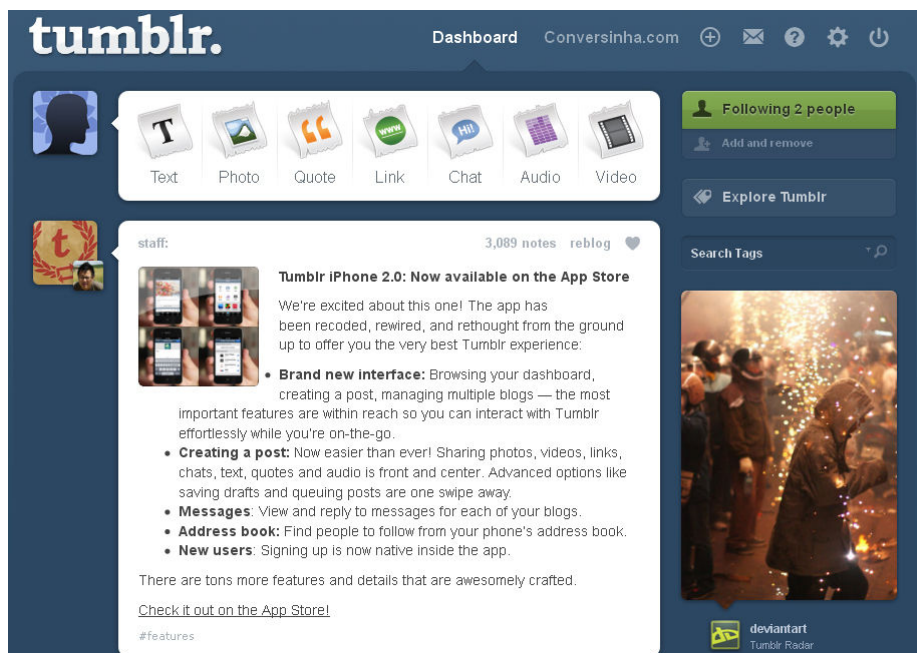 tumblr.
Dashboard
Conversinha.com
Text
Photo
Quote
Link
Chat
Audio
Video
Following 2 people
Add and remove
Explore Tumblr
Search Tags
staff:
3,089 notes
reblog
Tumblr iPhone 2.0: Now available on the App Store
We're excited about this one! The app has
been recoded, rewired, and rethought from the ground
up to offer you the very best Tumblr experience:
• Brand new interface: Browsing your dashboard,
creating a post, managing multiple blogs — the most
important features are within reach so you can interact with Tumblr
effortlessly while you're on-the-go.
• Creating a post: Now easier than ever! Sharing photos, videos, links,
chats, text, quotes and audio is front and center. Advanced options like
saving drafts and queuing posts are one swipe away.
• Messages: View and reply to messages for each of your blogs.
• Address book: Find people to follow from your phone's address book.
• New users: Signing up is now native inside the app.
There are tons more features and details that are awesomely crafted.
Check it out on the App Store!
#features
deviantart
Tumblr Radar
T
www
Hi!
t